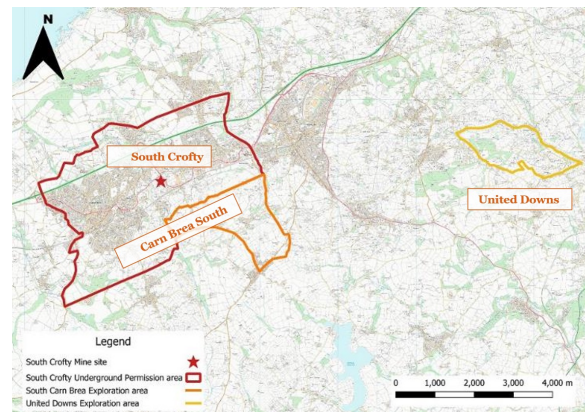 N
South Crofty
Carn Brea South
United Downs
Legend
South Crofty Mine site
South Crofty Underground Permission area
South Carn Brea Exploration area
United Downs Exploration area
0 1,000 2,000 3,000 4,000 m